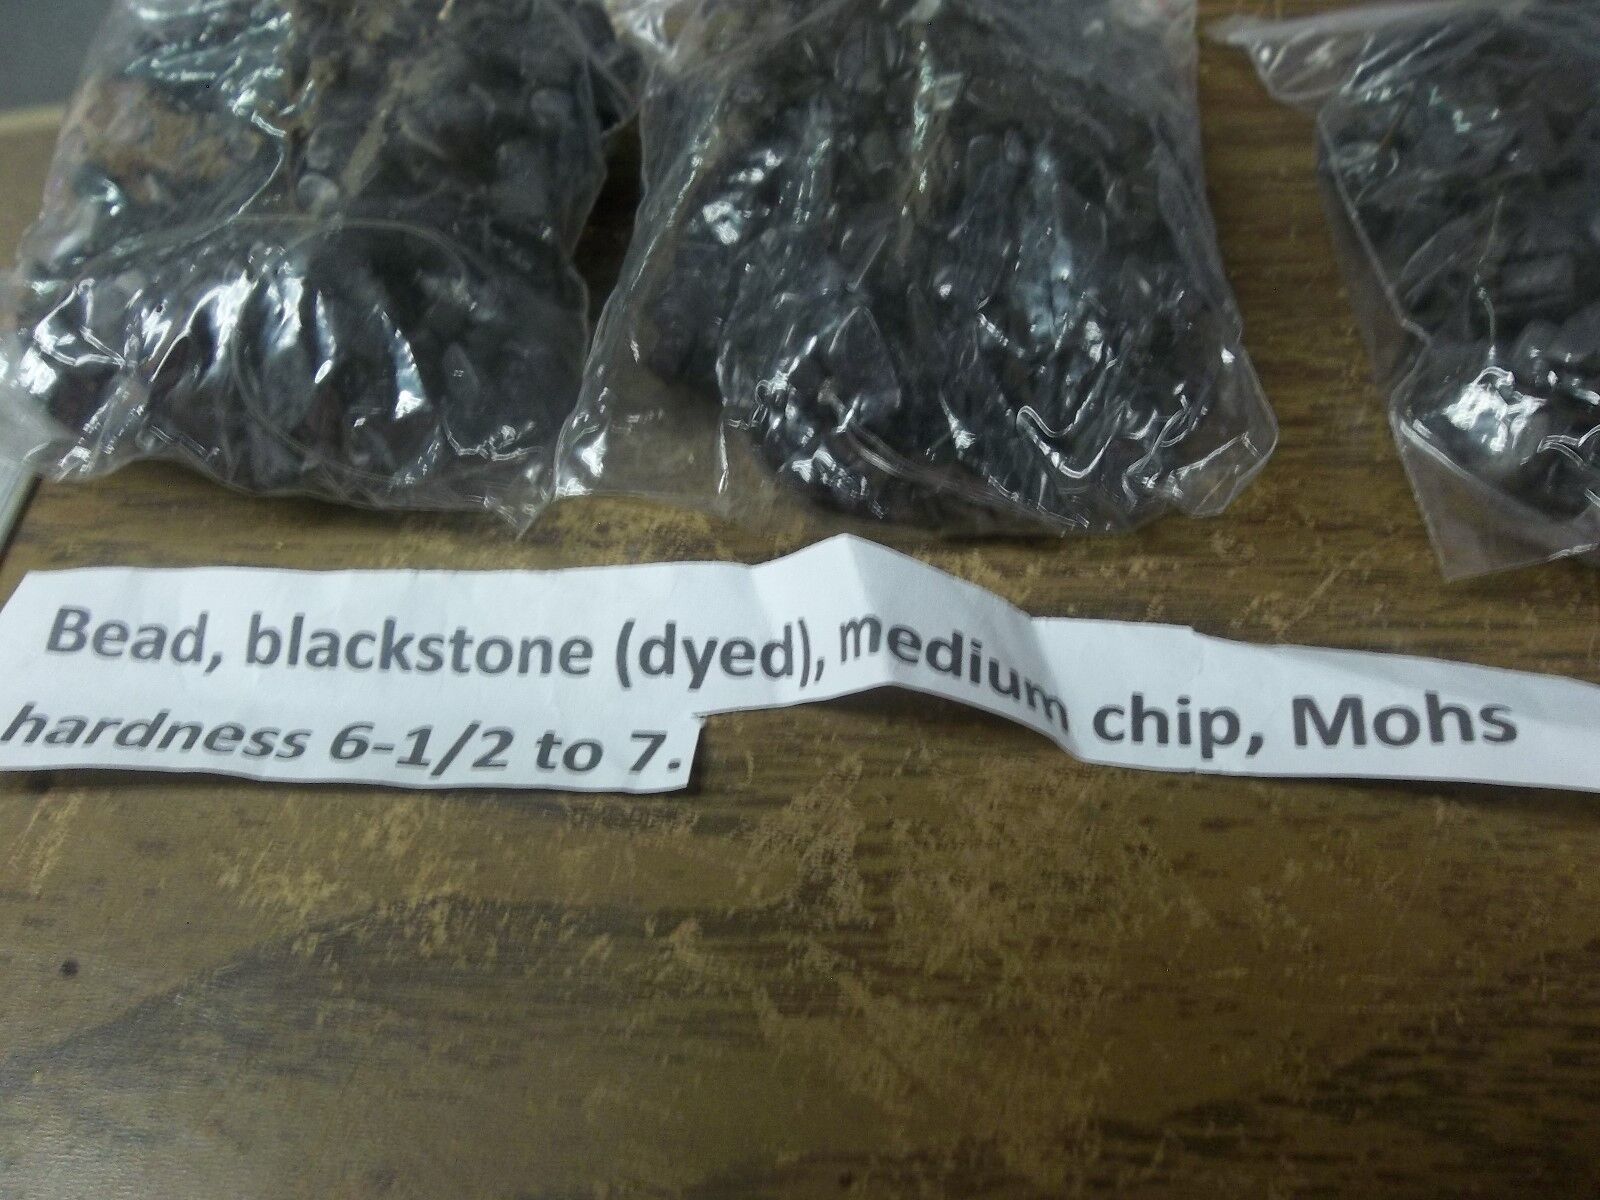 Bead, blackstone (dyed), medium chip, Mohs
hardness 6-1/2 to 7.